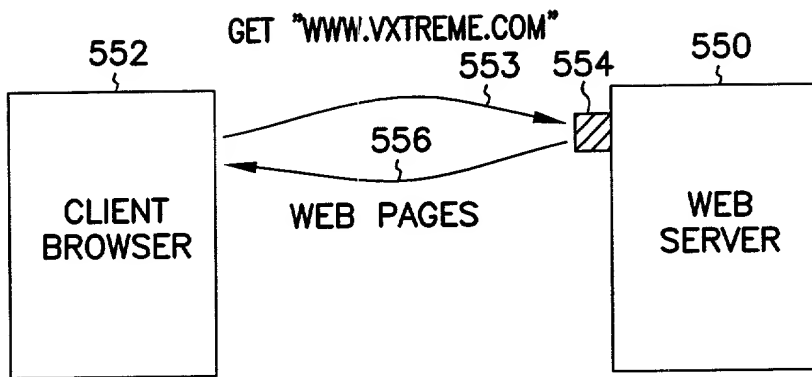 GET "WWW.VXTREME.COM"
552
553
554
550
556
CLIENT
BROWSER
WEB PAGES
WEB
SERVER